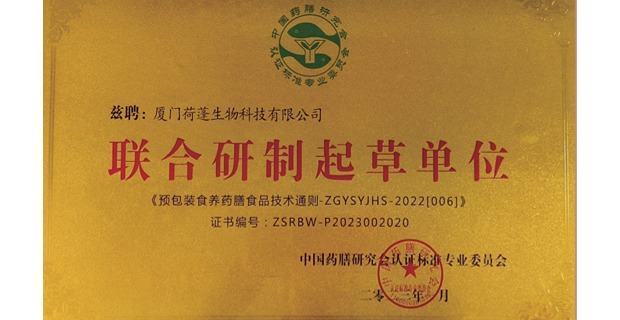 中国药膳研究会
认证标准专业委员会
兹聘：厦门荷蓬生物科技有限公司
联合研制起草单位
《预包装食养药膳食品技术通则-ZGYSYJHS-2022[006]》
证书编号：ZSRBW-P2023002020
中国药膳研究会认证标准专业委员会
二零二三年 月